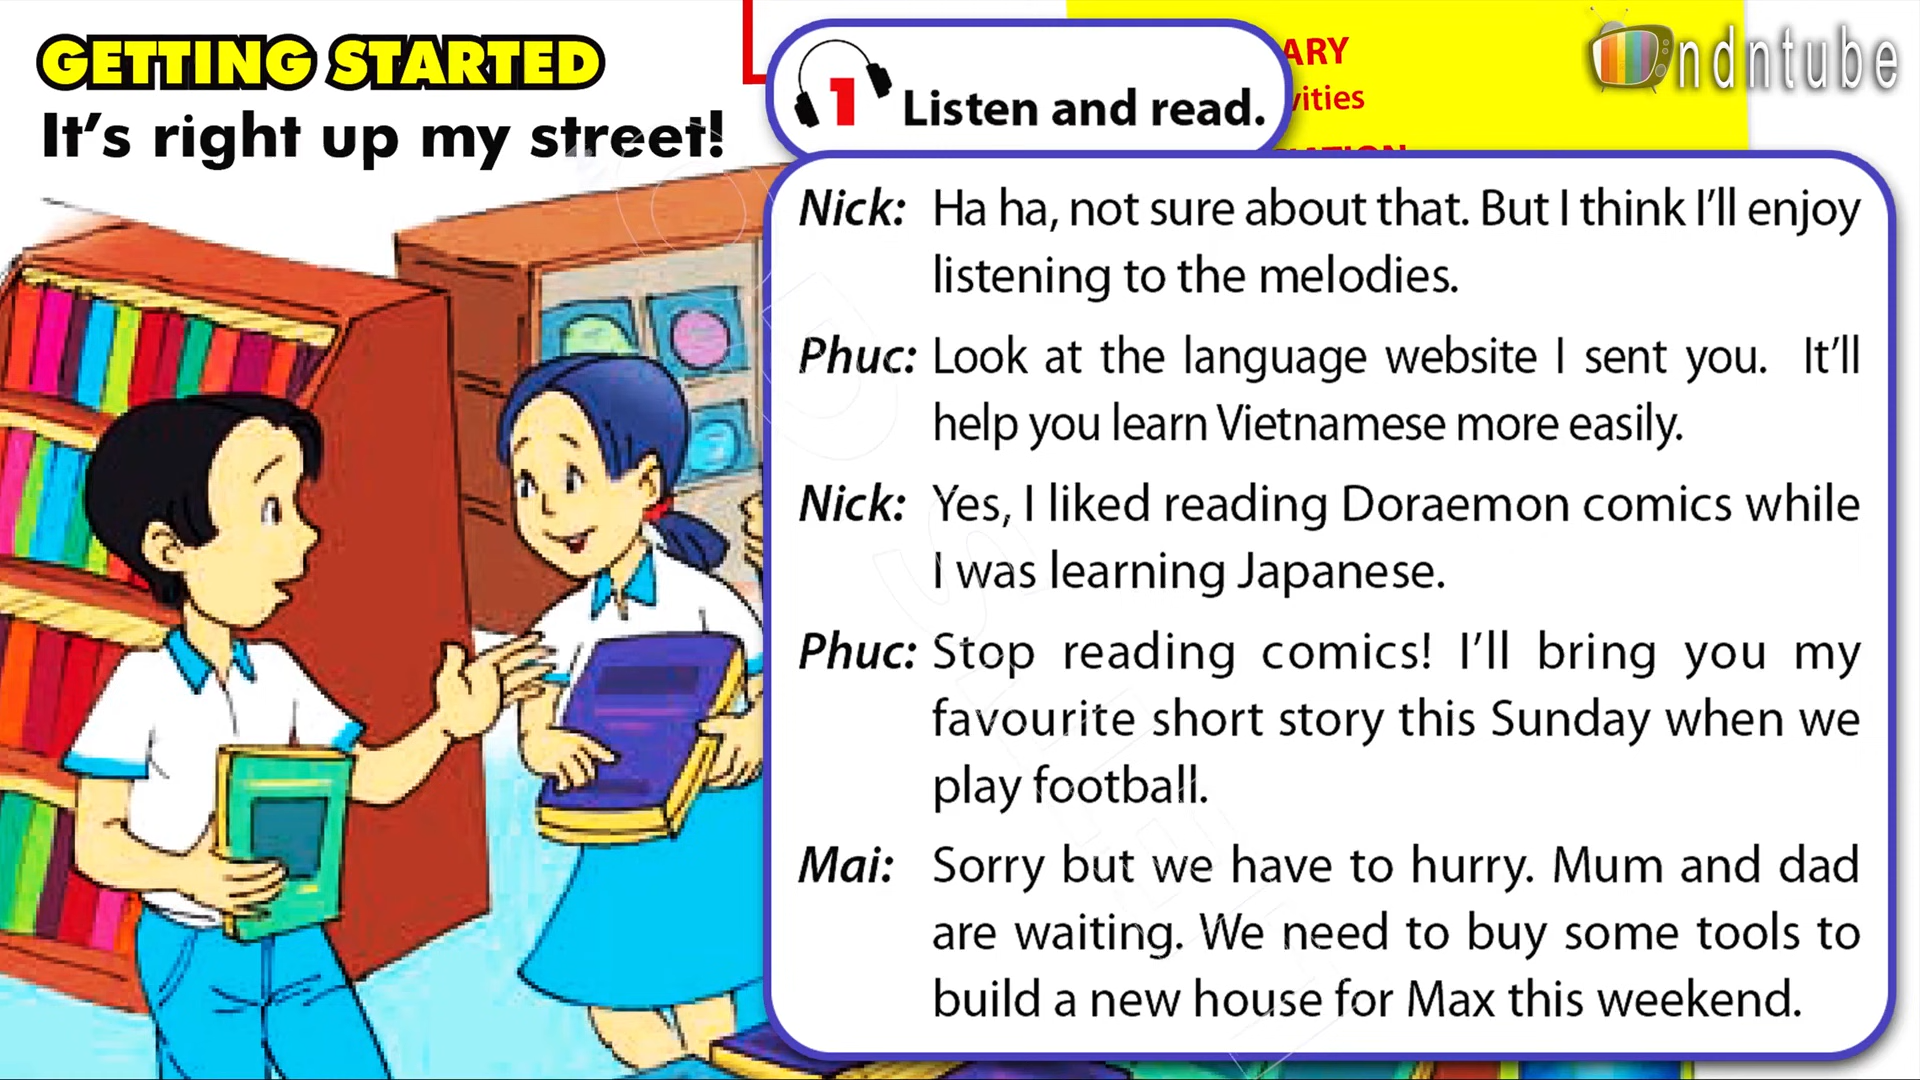 GETTING STARTED
It's right up my street!
1 Listen and read.
ndntube
Nick: Ha ha, not sure about that. But I think I'll enjoy
listening to the melodies.
Phuc: Look at the language website I sent you. It'll
help you learn Vietnamese more easily.
Nick: Yes, I liked reading Doraemon comics while
I was learning Japanese.
Phuc: Stop reading comics! I'll bring you my
favourite short story this Sunday when we
play football.
Mai: Sorry but we have to hurry. Mum and dad
are waiting. We need to buy some tools to
build a new house for Max this weekend.